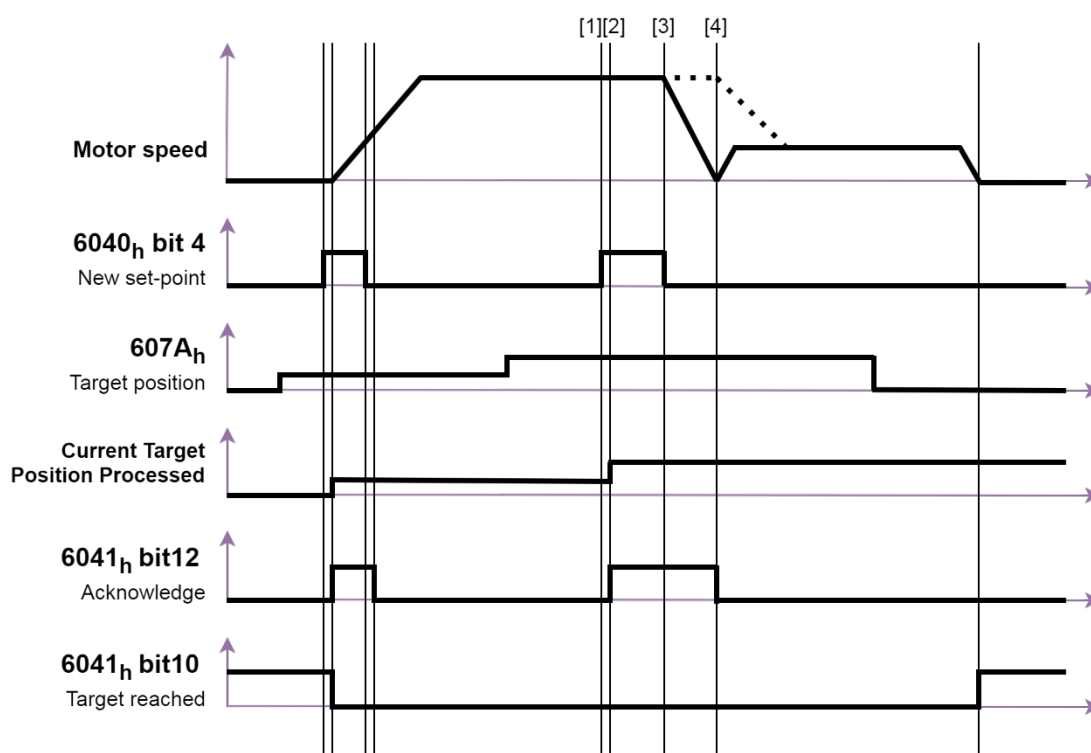 [1][2] [3] [4]
Motor speed
6040h bit 4
New set-point
607Ah
Target position
Current Target
Position Processed
6041h bit12
Acknowledge
6041h bit10
Target reached